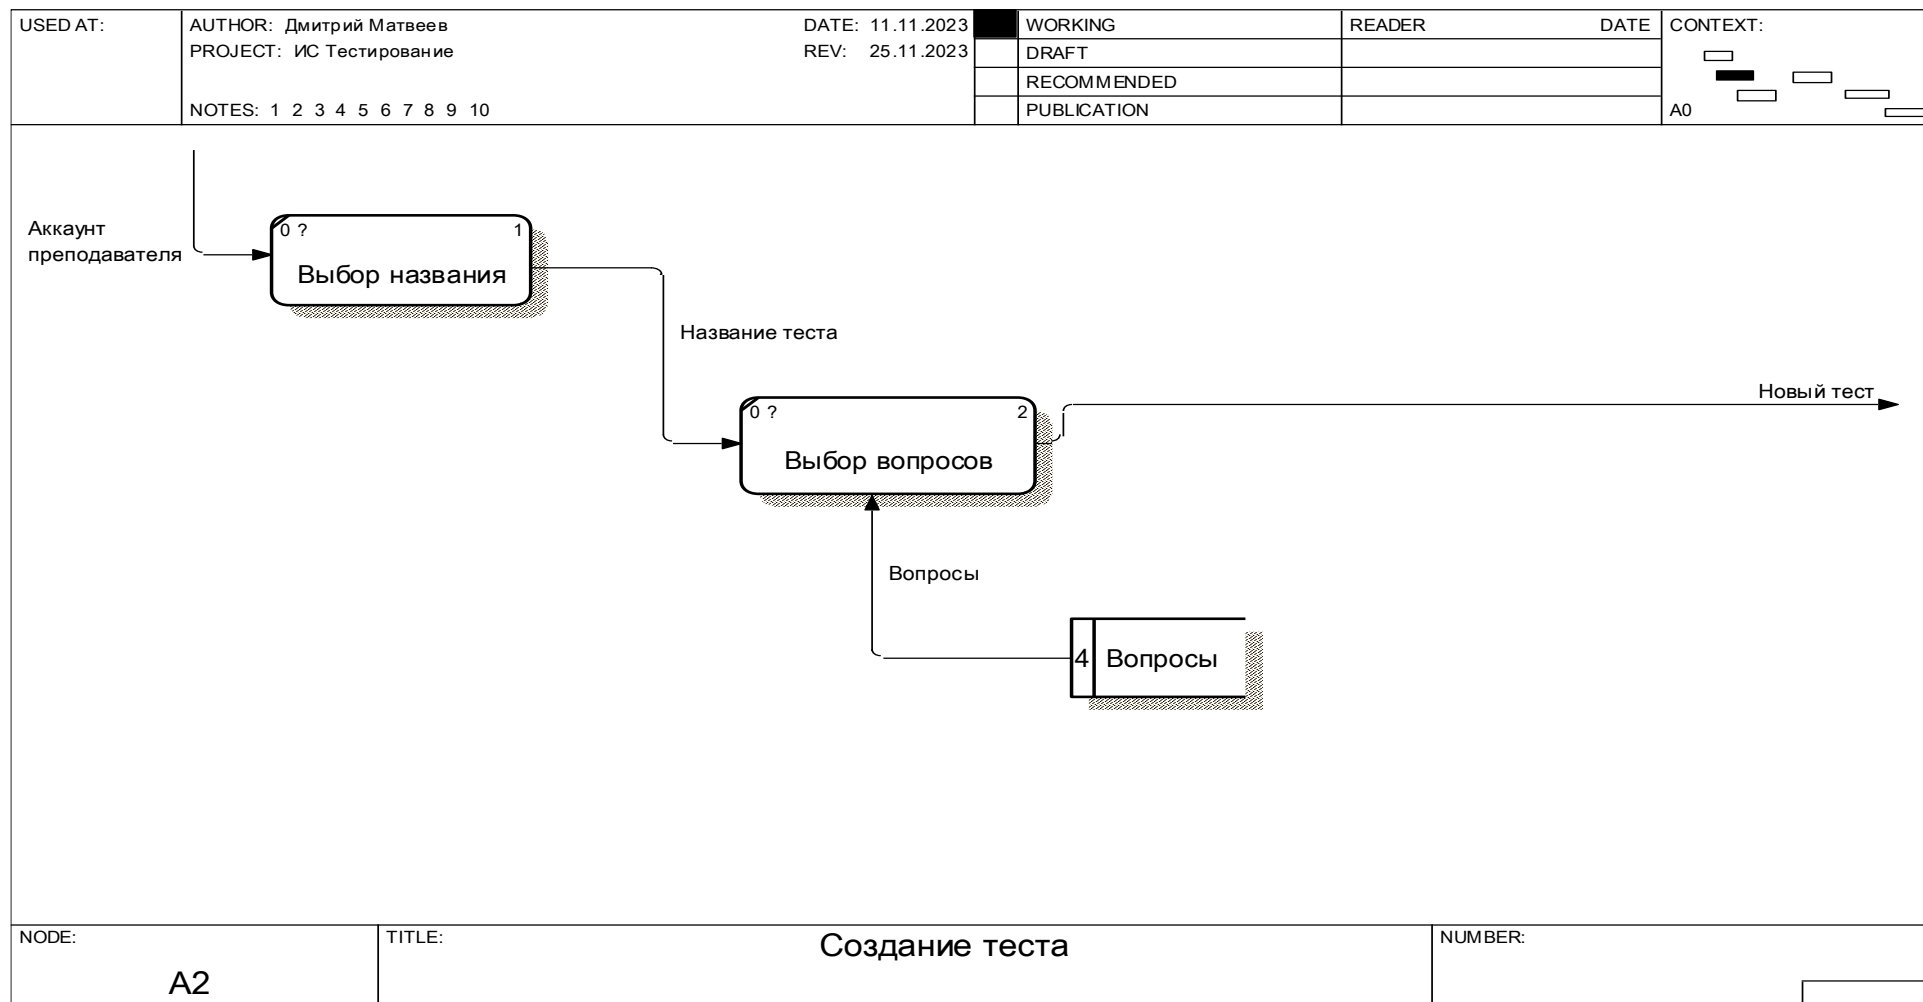 USED AT:
AUTHOR: Дмитрий Матвеев
DATE: 11.11.2023
PROJECT: ИС Тестирование
REV: 25.11.2023
NOTES: 1 2 3 4 5 6 7 8 9 10
WORKING
DRAFT
RECOMMENDED
PUBLICATION
READER DATE
CONTEXT:
A0
Аккаунт
преподавателя
0 ? 1
Выбор названия
Название теста
0 ? 2
Выбор вопросов
Новый тест
Вопросы
4 Вопросы
NODE:
A2
TITLE:
Создание теста
NUMBER: